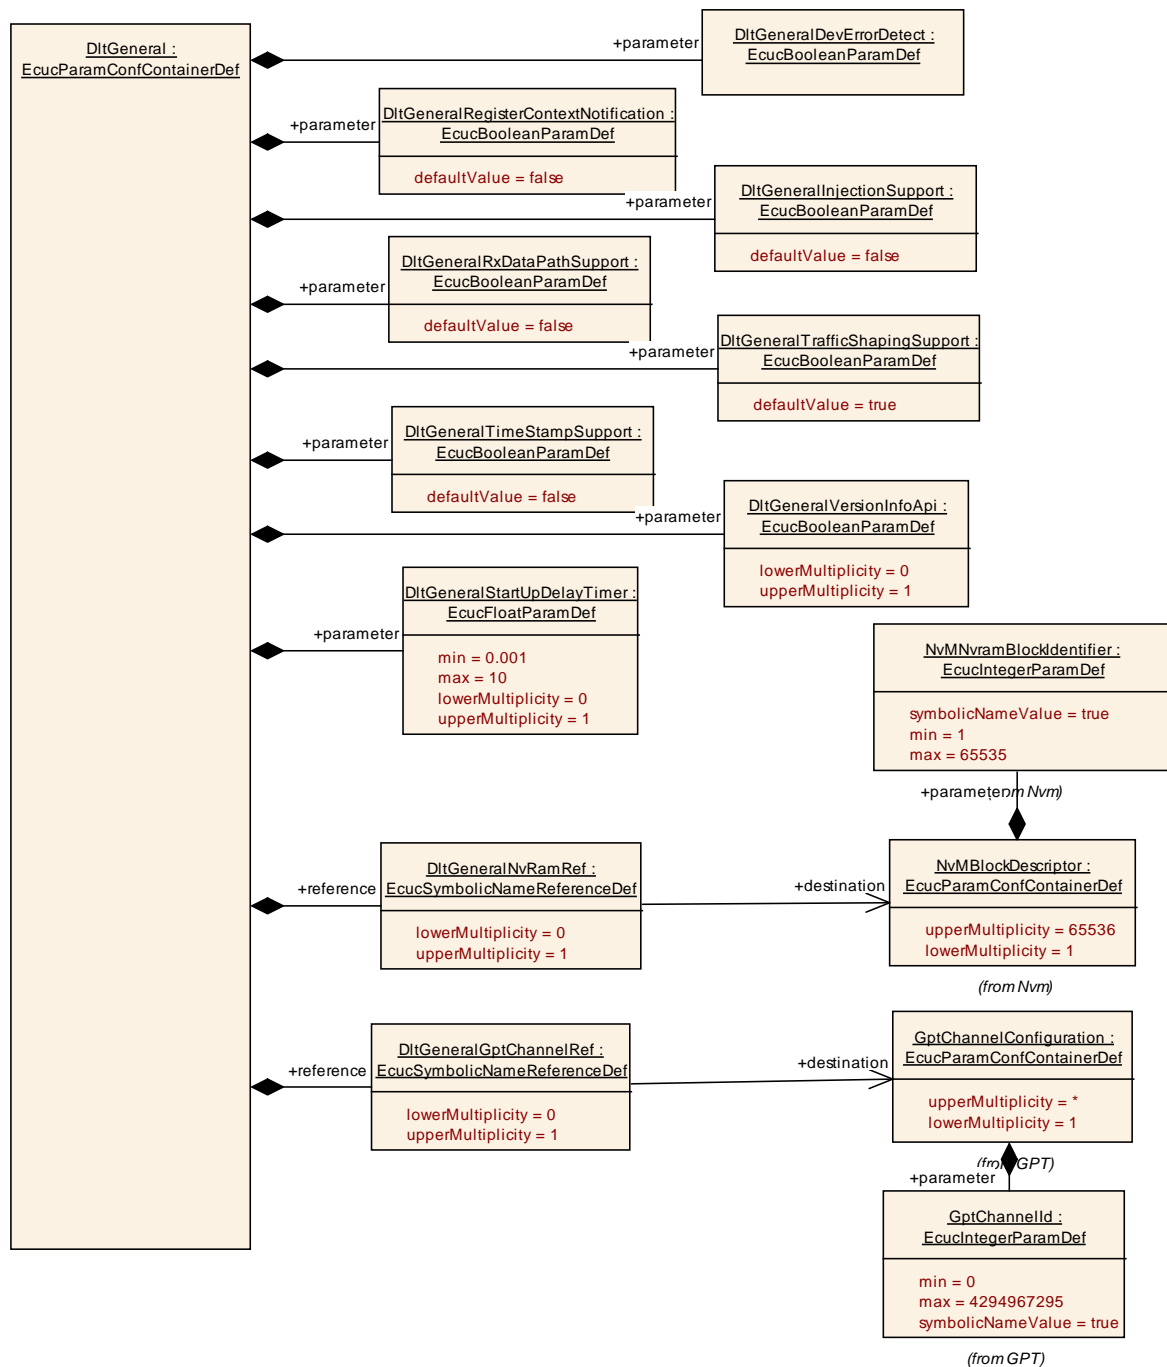 DltGeneral :
EcucParamConfContainerDef
+parameter
DltGeneralDevErrorDetect :
EcucBooleanParamDef
+parameter
DltGeneralRegisterContextNotification :
EcucBooleanParamDef
defaultValue = false
+parameter
DltGeneralInjectionSupport :
EcucBooleanParamDef
defaultValue = false
+parameter
DltGeneralRxDataPathSupport :
EcucBooleanParamDef
defaultValue = false
+parameter
DltGeneralTrafficShapingSupport :
EcucBooleanParamDef
defaultValue = true
+parameter
DltGeneralTimeStampSupport :
EcucBooleanParamDef
defaultValue = false
+parameter
DltGeneralVersionInfoApi :
EcucBooleanParamDef
lowerMultiplicity = 0
upperMultiplicity = 1
+parameter
DltGeneralStartUpDelayTimer :
EcucFloatParamDef
min = 0.001
max = 10
lowerMultiplicity = 0
upperMultiplicity = 1
NvMNvramBlockIdentifier :
EcucIntegerParamDef
symbolicNameValue = true
min = 1
max = 65535
+parameter
Nvm)
+reference
DltGeneralNvRamRef :
EcucSymbolicNameReferenceDef
lowerMultiplicity = 0
upperMultiplicity = 1
+destination
NvMBlockDescriptor :
EcucParamConfContainerDef
upperMultiplicity = 65536
lowerMultiplicity = 1
(from Nvm)
+reference
DltGeneralGptChannelRef :
EcucSymbolicNameReferenceDef
lowerMultiplicity = 0
upperMultiplicity = 1
+destination
GptChannelConfiguration :
EcucParamConfContainerDef
upperMultiplicity = *
lowerMultiplicity = 1
(from GPT)
+parameter
GptChannelId :
EcucIntegerParamDef
min = 0
max = 4294967295
symbolicNameValue = true
(from GPT)